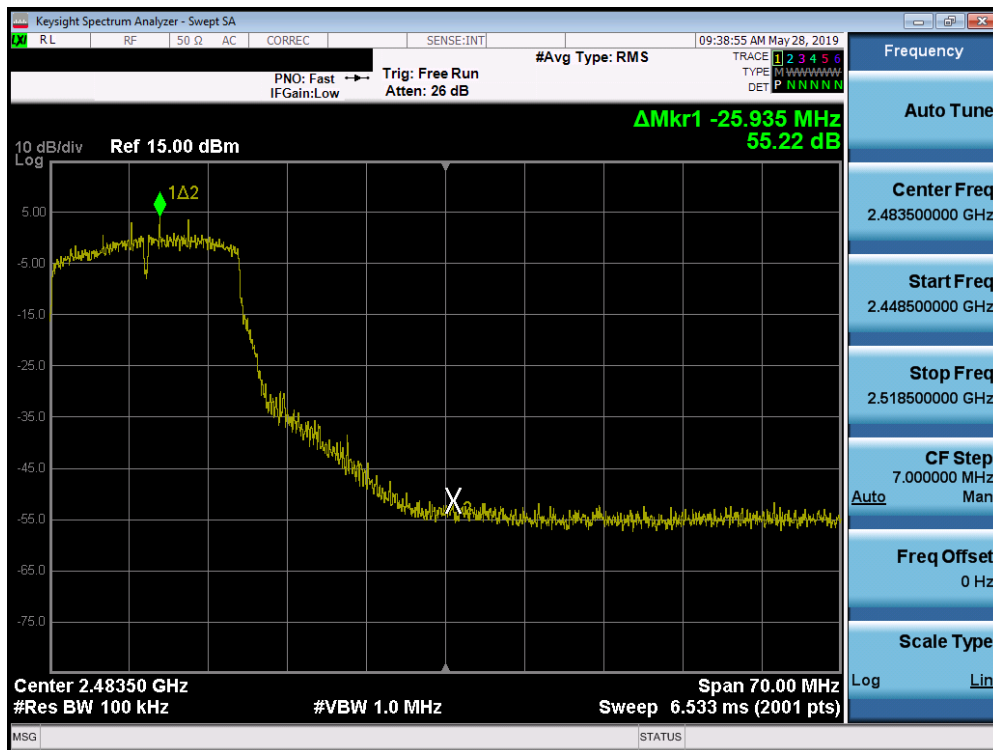 Keysight Spectrum Analyzer - Swept SA
LXI RL RF 50 Ω AC CORREC SENSE:INT 09:38:55 AM May 28, 2019
PNO: Fast
IFGain:Low
Trig: Free Run
Atten: 26 dB
#Avg Type: RMS
TRACE 1 2 3 4 5 6
TYPE M W W W W W
DET P N N N N N
ΔMkr1 -25.935 MHz
55.22 dB
10 dB/div
Log
Ref 15.00 dBm
1Δ2
5.00
-5.00
-15.0
-25.0
-35.0
-45.0
-55.0
-65.0
-75.0
Center 2.48350 GHz
Span 70.00 MHz
#Res BW 100 kHz
#VBW 1.0 MHz
Sweep 6.533 ms (2001 pts)
MSG
STATUS
Frequency
Auto Tune
Center Freq
2.483500000 GHz
Start Freq
2.448500000 GHz
Stop Freq
2.518500000 GHz
CF Step
7.000000 MHz
Auto Man
Freq Offset
0 Hz
Scale Type
Log Lin